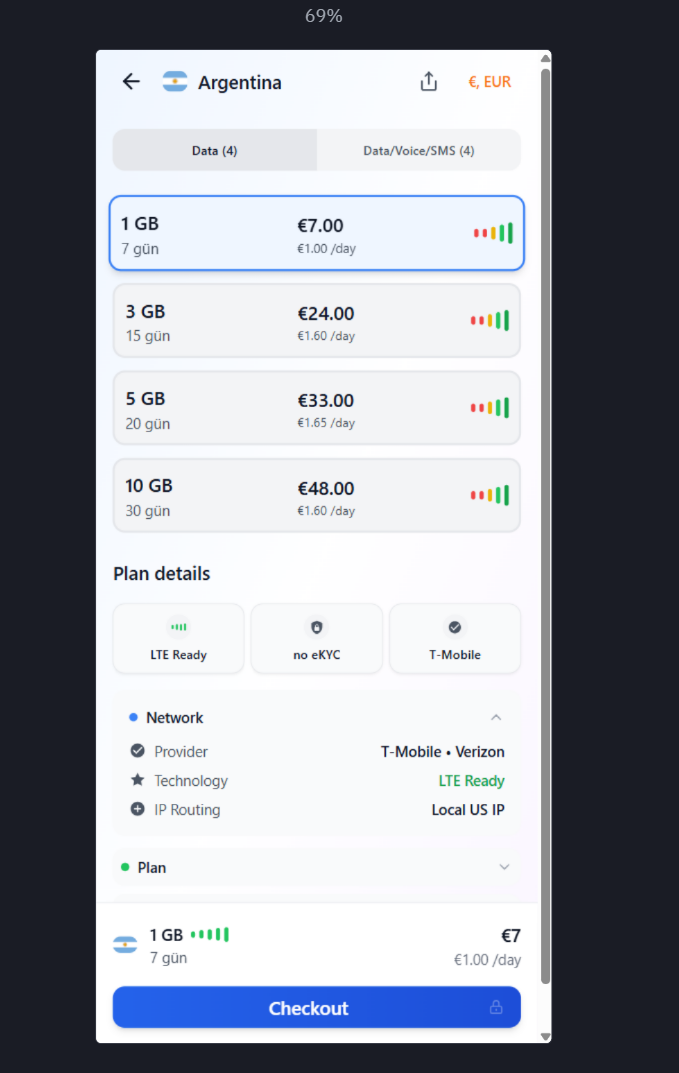 69%
Argentina
€, EUR
Data (4)
Data/Voice/SMS (4)
1 GB
€7.00
7 gün
€1.00 /day
3 GB
€24.00
15 gün
€1.60 /day
5 GB
€33.00
20 gün
€1.65 /day
10 GB
€48.00
30 gün
€1.60 /day
Plan details
LTE Ready
no eKYC
T-Mobile
Network
Provider
T-Mobile • Verizon
Technology
LTE Ready
IP Routing
Local US IP
Plan
1 GB
€7
7 gün
€1.00 /day
Checkout